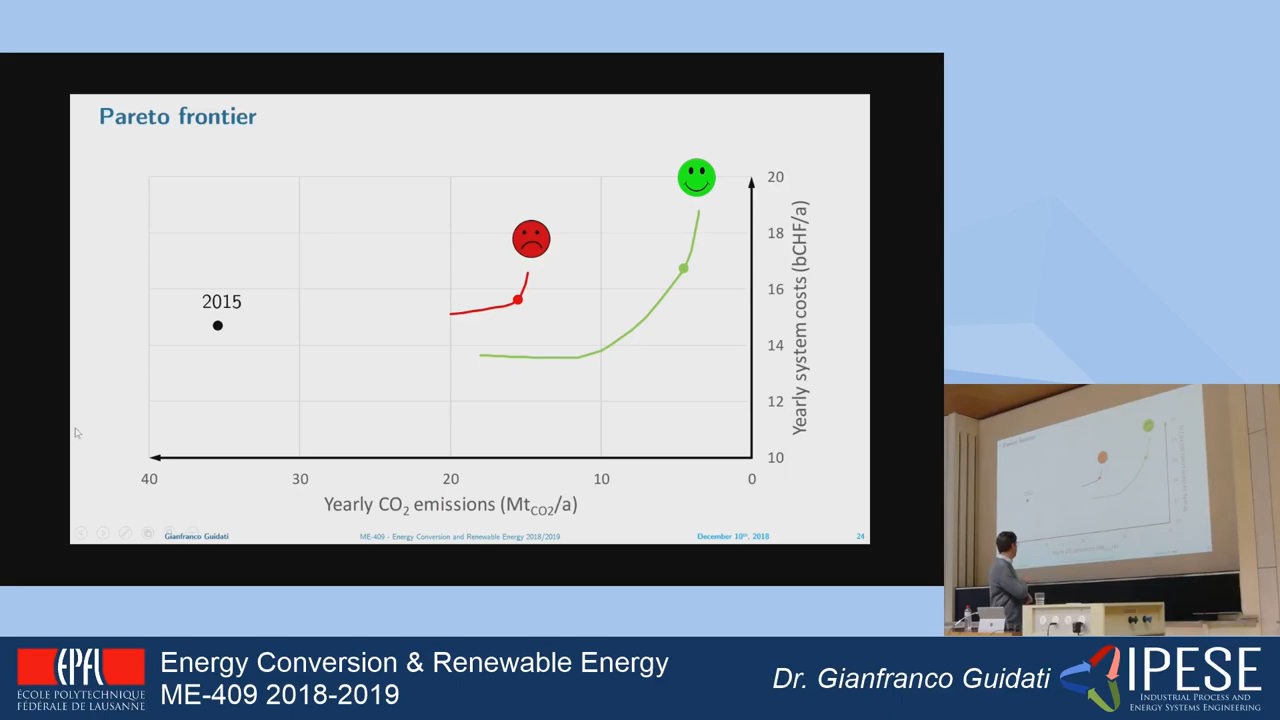 Pareto frontier
20
18
16
14
12
10
Yearly system costs (bCHF/a)
2015
40
30
20
10
0
Yearly CO₂ emissions (Mt_CO2/a)
Gianfranco Guidati
ME-409 - Energy Conversion and Renewable Energy 2018/2019
December 10th, 2018
24
EPFL
ÉCOLE POLYTECHNIQUE
FÉDÉRALE DE LAUSANNE
Energy Conversion & Renewable Energy
ME-409 2018-2019
Dr. Gianfranco Guidati
IPESE
INDUSTRIAL PROCESS AND
ENERGY SYSTEMS ENGINEERING